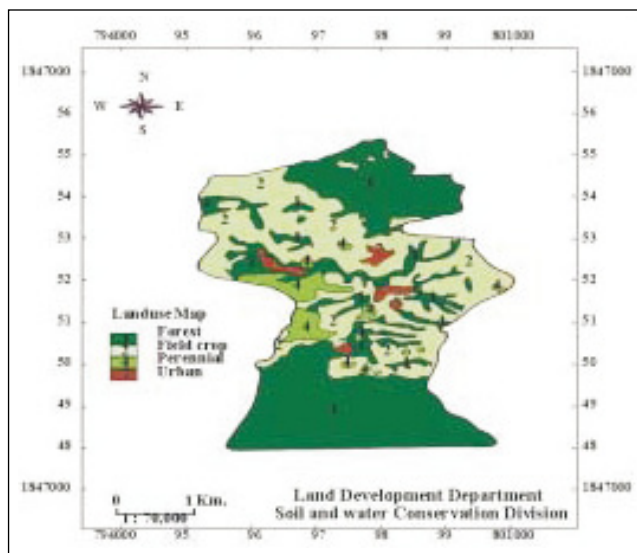 794000 95 96 97 98 99 801000
1847000 1847000
N
W E
S
56 56
55 55
54 54
53 53
52 52
51 51
50 50
49 49
48 48
1847000 1847000
Landuse Map
Forest
Field crop
Perennial
Urban
0 1 Km.
1 : 70,000
Land Development Department
Soil and water Conservation Division
794000 95 96 97 98 99 801000